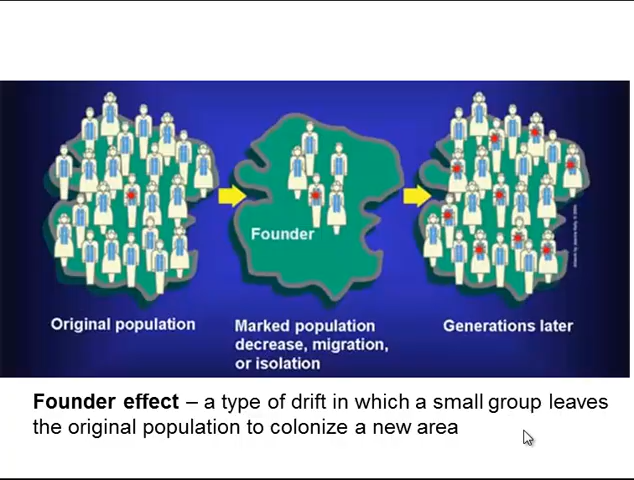 Founder
Original population
Marked population
decrease, migration,
or isolation
Generations later
Founder effect – a type of drift in which a small group leaves
the original population to colonize a new area